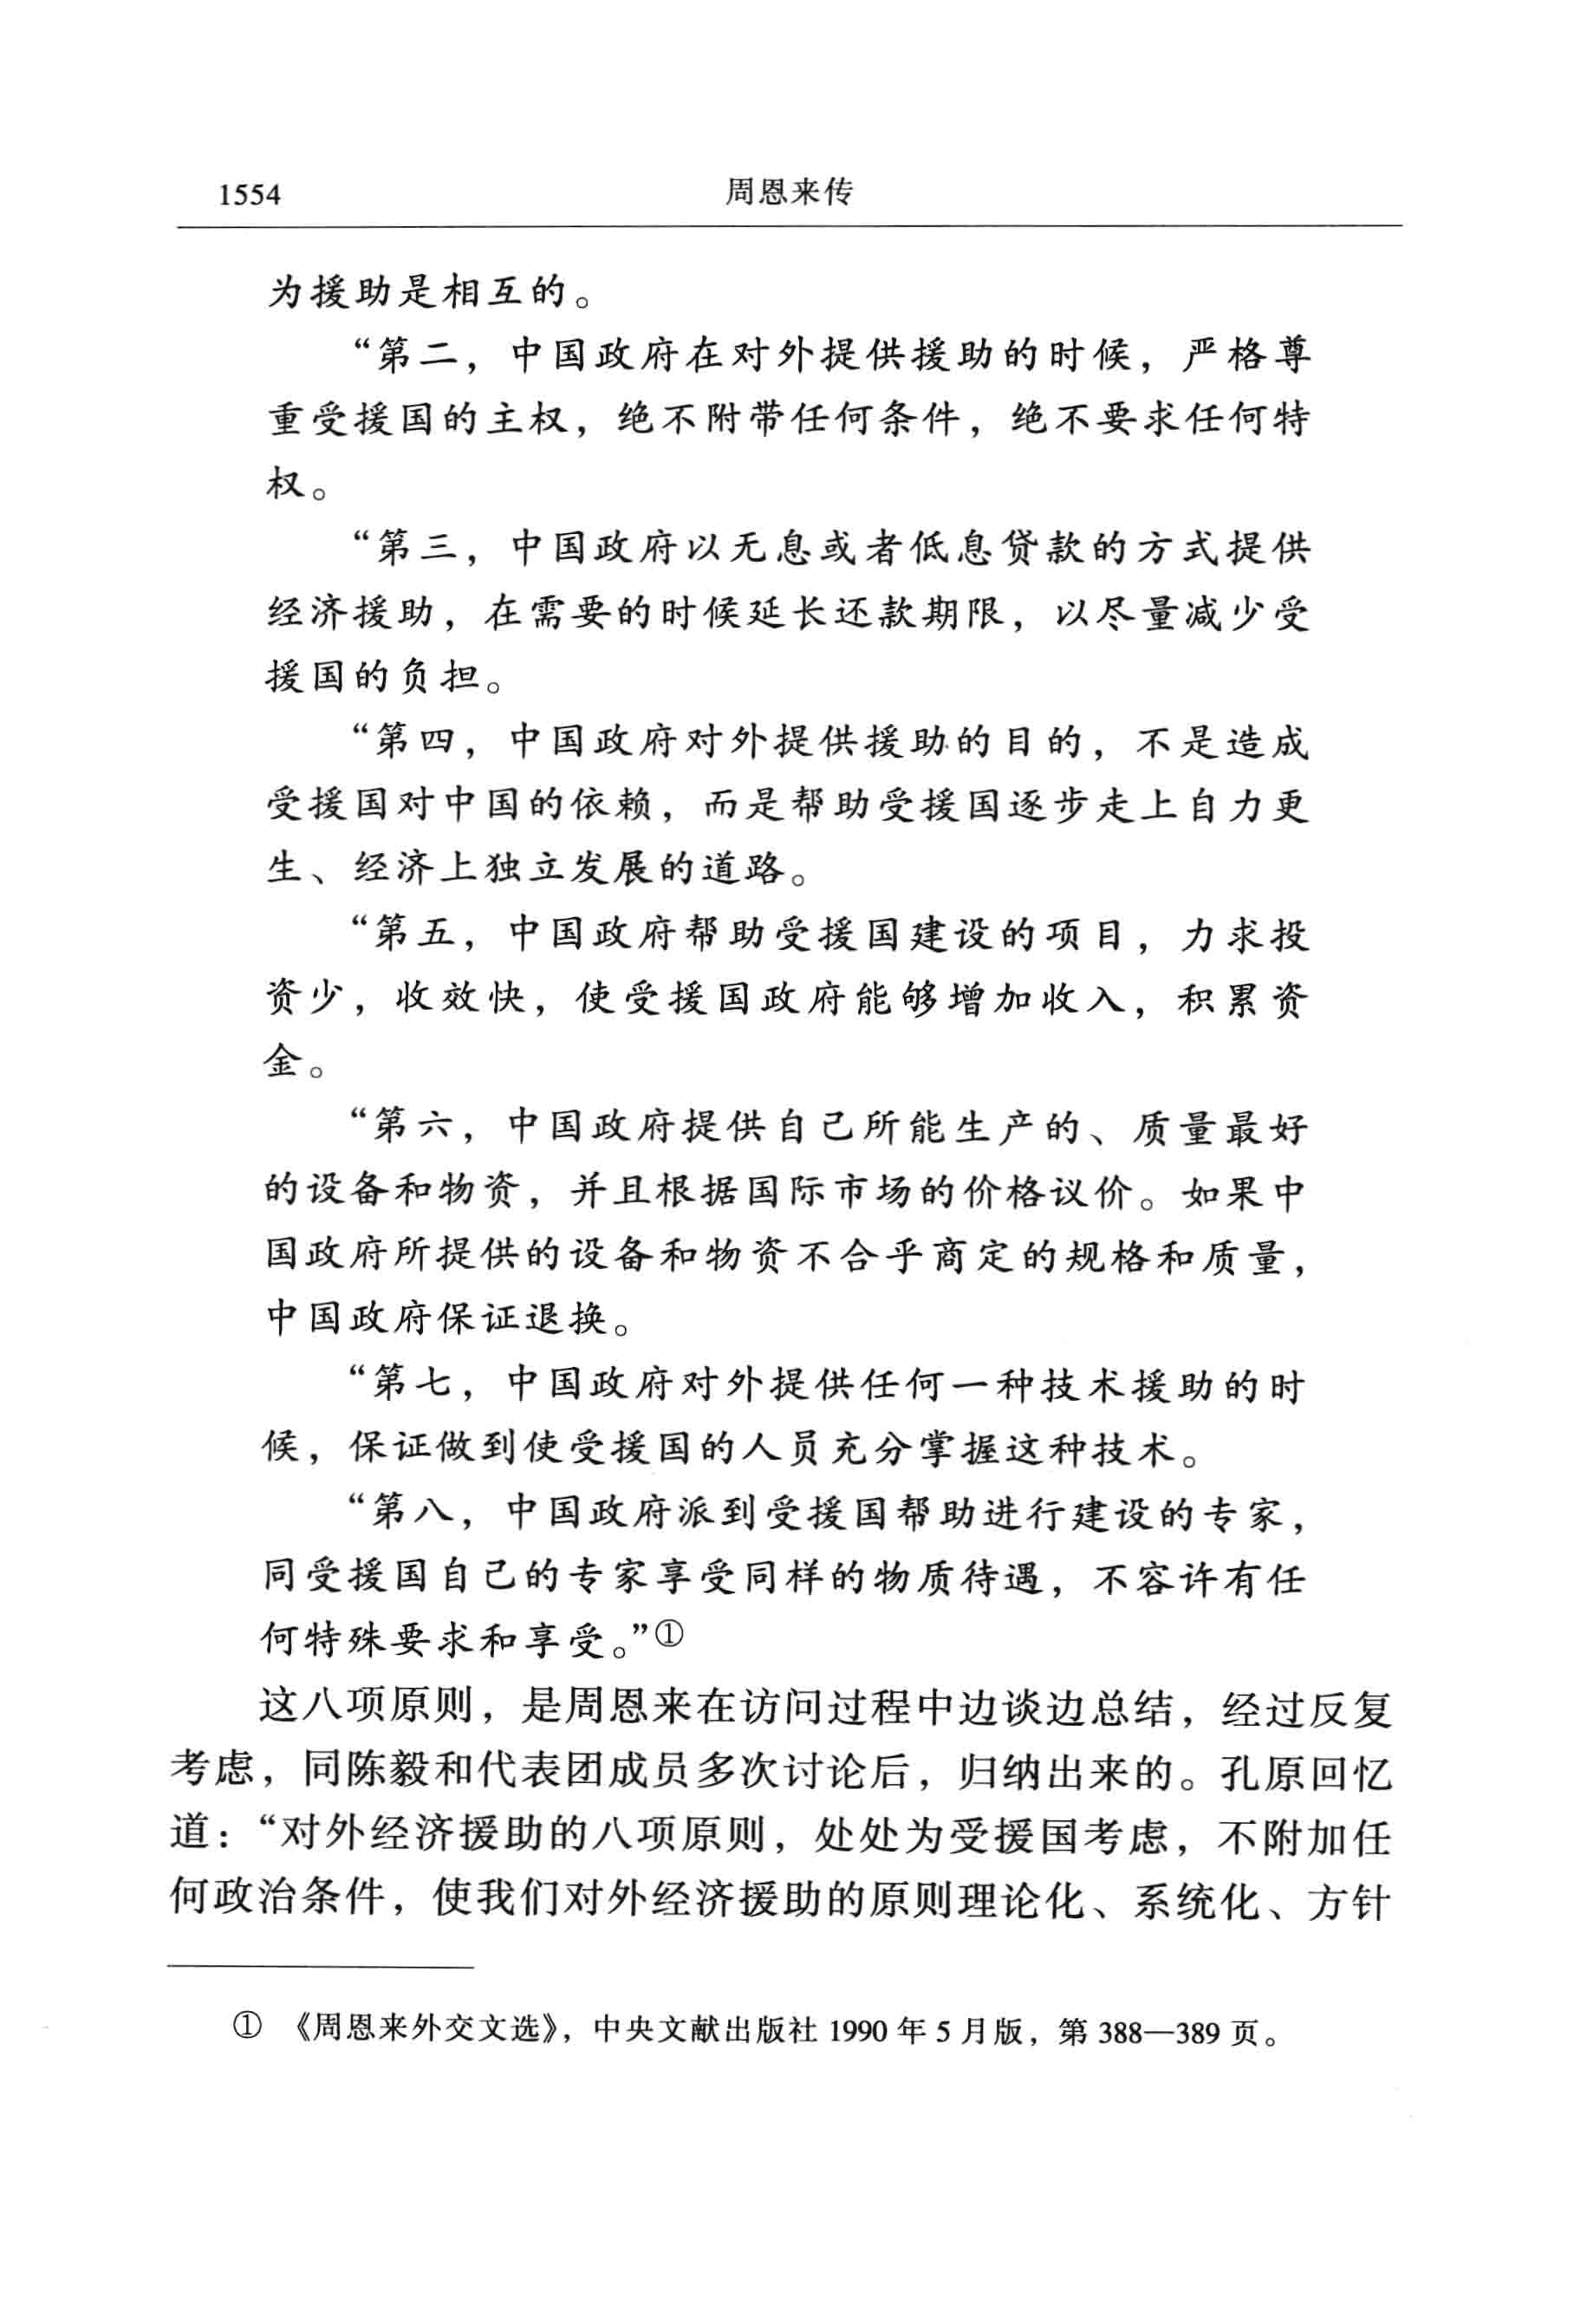 1554 周恩来传
为援助是相互的。
“第二，中国政府在对外提供援助的时候，严格尊
重受援国的主权，绝不附带任何条件，绝不要求任何特
权。
“第三，中国政府以无息或者低息贷款的方式提供
经济援助，在需要的时候延长还款期限，以尽量减少受
援国的负担。
“第四，中国政府对外提供援助的目的，不是造成
受援国对中国的依赖，而是帮助受援国逐步走上自力更
生、经济上独立发展的道路。
“第五，中国政府帮助受援国建设的项目，力求投
资少，收效快，使受援国政府能够增加收入，积累资
金。
“第六，中国政府提供自己所能生产的、质量最好
的设备和物资，并且根据国际市场的价格议价。如果中
国政府所提供的设备和物资不合乎商定的规格和质量，
中国政府保证退换。
“第七，中国政府对外提供任何一种技术援助的时
候，保证做到使受援国的人员充分掌握这种技术。
“第八，中国政府派到受援国帮助进行建设的专家，
同受援国自己的专家享受同样的物质待遇，不容许有任
何特殊要求和享受。”①
这八项原则，是周恩来在访问过程中边谈边总结，经过反复
考虑，同陈毅和代表团成员多次讨论后，归纳出来的。孔原回忆
道：“对外经济援助的八项原则，处处为受援国考虑，不附加任
何政治条件，使我们对外经济援助的原则理论化、系统化、方针
① 《周恩来外交文选》，中央文献出版社 1990 年 5 月版，第 388—389 页。